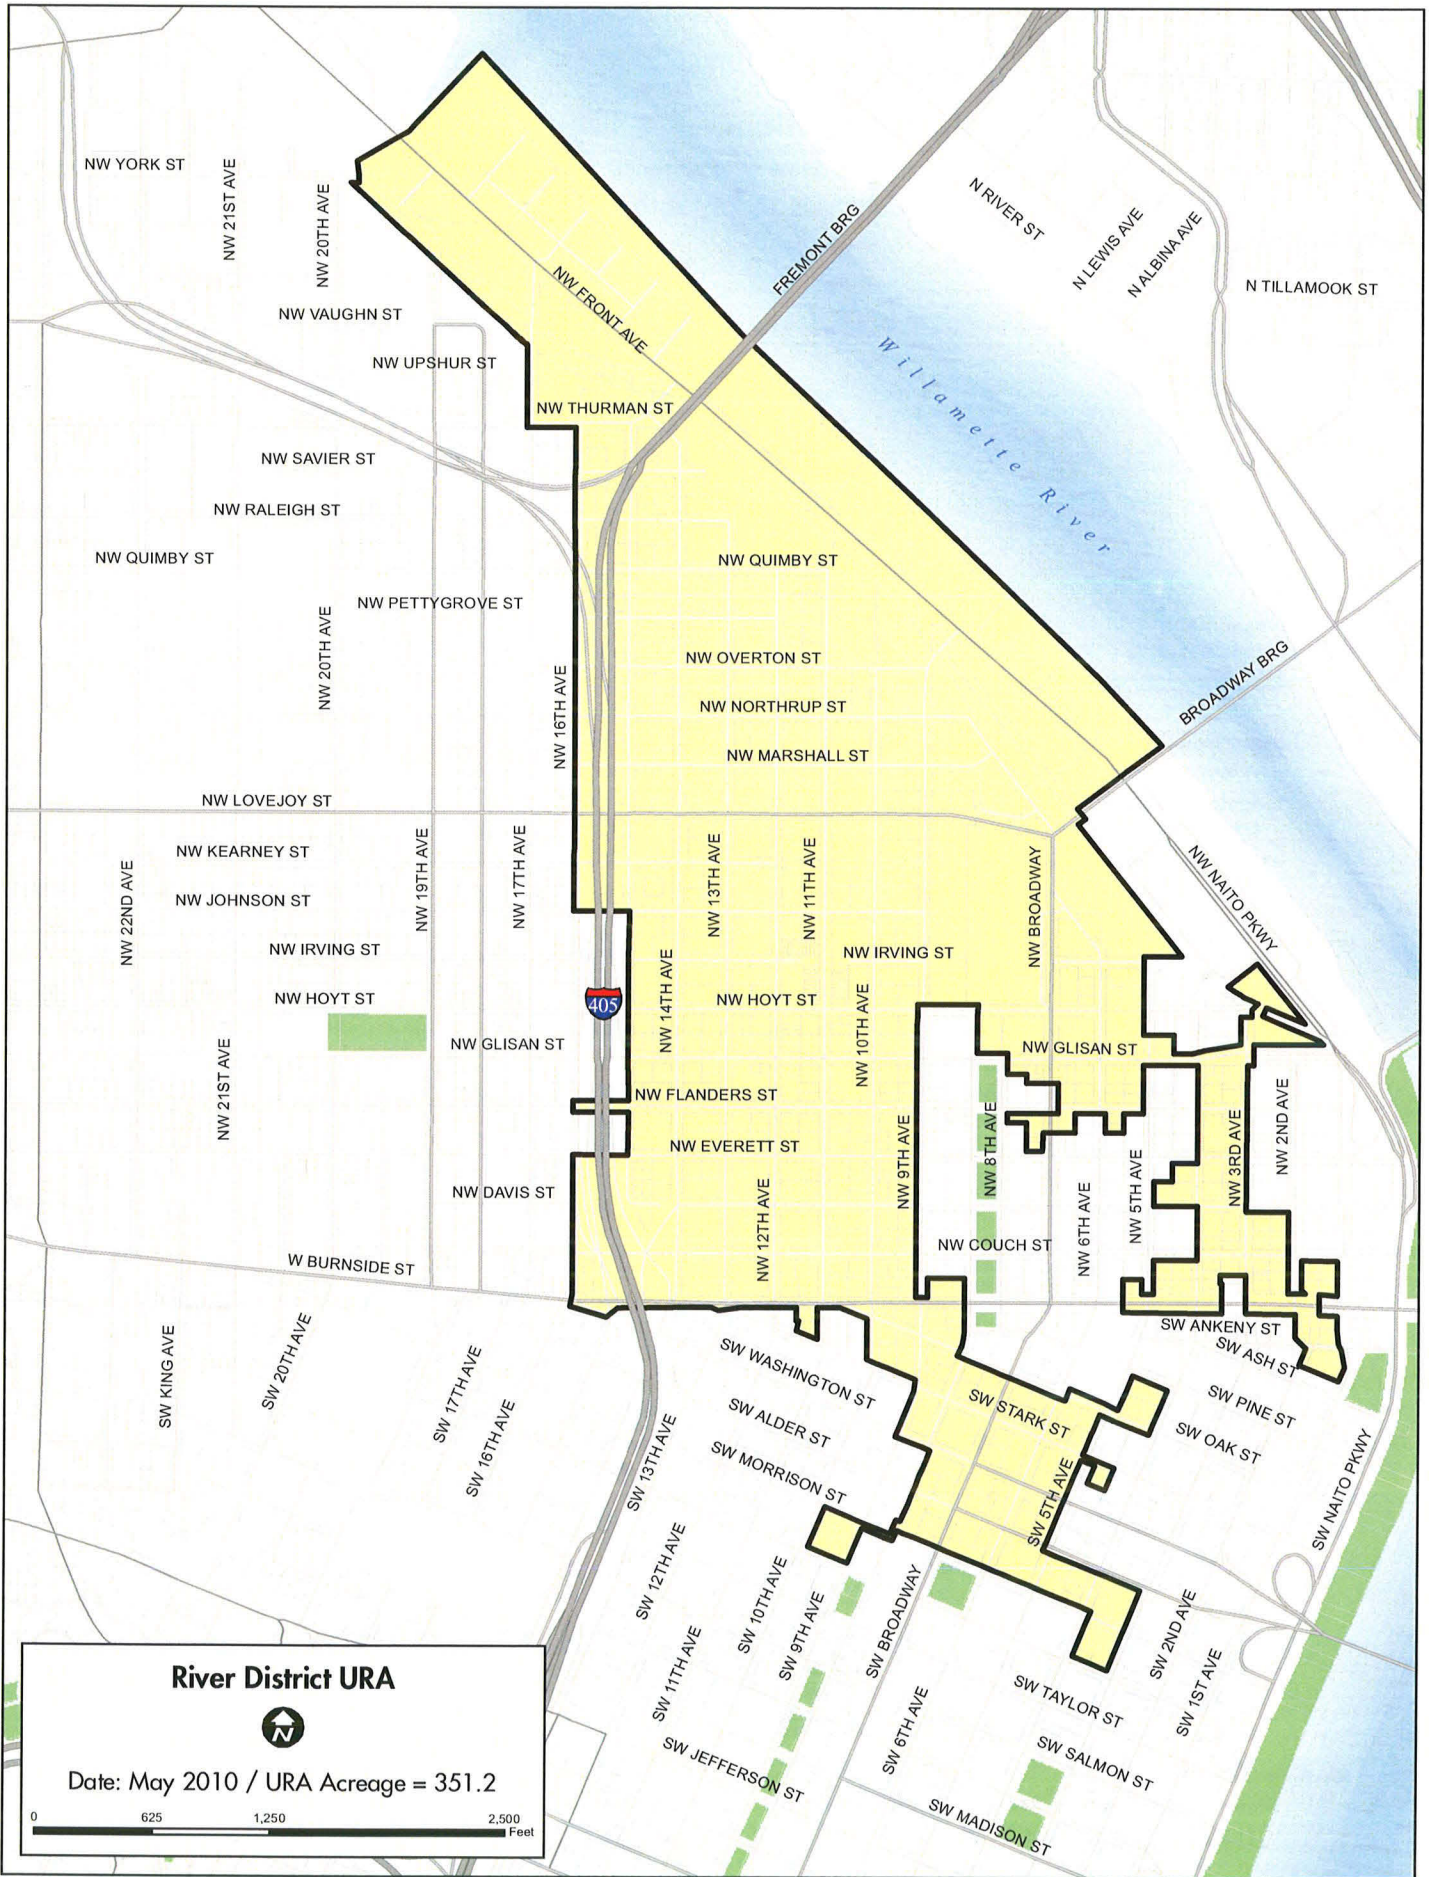 NW YORK ST
NW 21ST AVE
NW 20TH AVE
NW VAUGHN ST
NW UPSHUR ST
NW FRONT AVE
FREMONT BRG
N RIVER ST
N LEWIS AVE
N ALBINA AVE
N TILLAMOOK ST
Willamette River
NW THURMAN ST
NW SAVIER ST
NW RALEIGH ST
NW QUIMBY ST
NW QUIMBY ST
NW PETTYGROVE ST
NW 20TH AVE
NW OVERTON ST
NW 16TH AVE
NW NORTHRUP ST
NW MARSHALL ST
BROADWAY BRG
NW LOVEJOY ST
NW KEARNEY ST
NW JOHNSON ST
NW IRVING ST
NW HOYT ST
NW 22ND AVE
NW 19TH AVE
NW 17TH AVE
NW 13TH AVE
NW 11TH AVE
NW BROADWAY
NW NAITO PKWY
NW IRVING ST
NW 14TH AVE
NW HOYT ST
NW 10TH AVE
405
NW GLISAN ST
NW GLISAN ST
NW 21ST AVE
NW FLANDERS ST
NW EVERETT ST
NW 9TH AVE
NW 8TH AVE
NW 5TH AVE
NW 3RD AVE
NW 2ND AVE
NW DAVIS ST
NW 12TH AVE
NW 6TH AVE
NW COUCH ST
W BURNSIDE ST
SW ANKENY ST
SW ASH ST
SW KING AVE
SW 20TH AVE
SW 17TH AVE
SW 16TH AVE
SW WASHINGTON ST
SW STARK ST
SW PINE ST
SW ALDER ST
SW OAK ST
SW MORRISON ST
SW 13TH AVE
SW 5TH AVE
SW NAITO PKWY
SW 12TH AVE
SW 10TH AVE
SW 9TH AVE
SW BROADWAY
SW 2ND AVE
SW 11TH AVE
SW 1ST AVE
SW TAYLOR ST
SW 6TH AVE
SW SALMON ST
SW JEFFERSON ST
SW MADISON ST
River District URA
N
Date: May 2010 / URA Acreage = 351.2
0 625 1,250 2,500
Feet